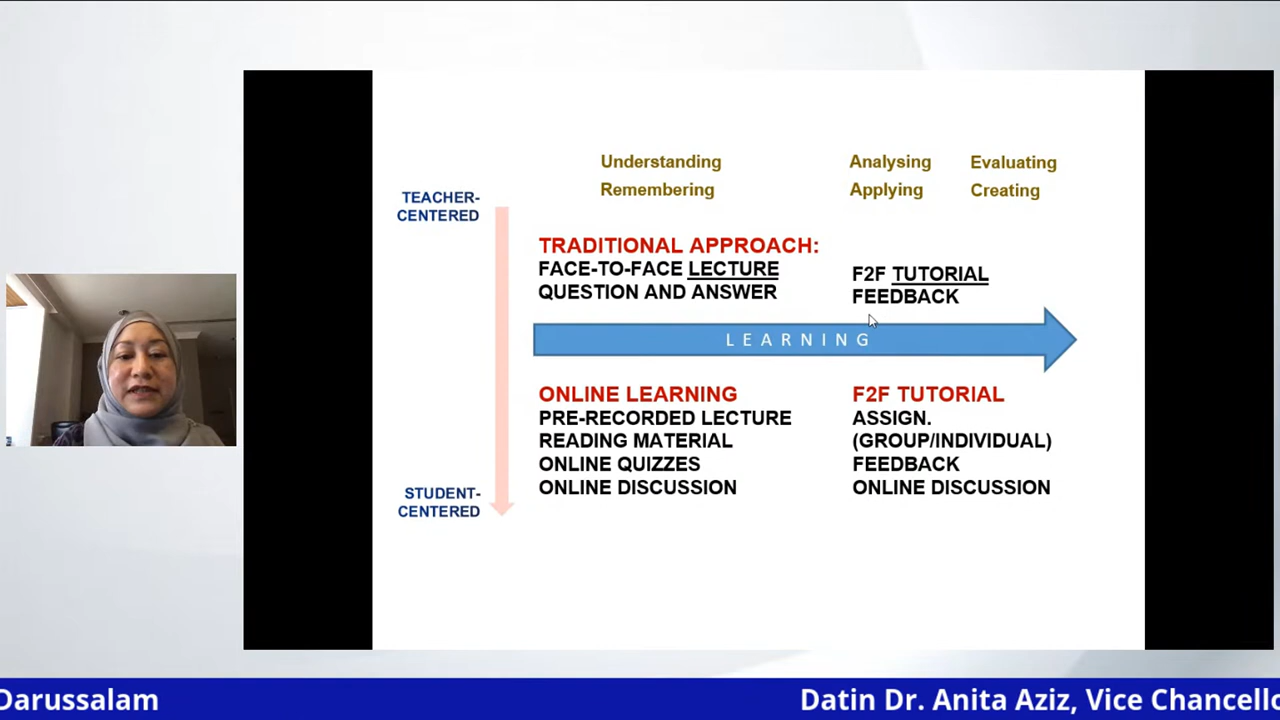 Understanding
Remembering
Analysing
Applying
Evaluating
Creating
TEACHER-
CENTERED
TRADITIONAL APPROACH:
FACE-TO-FACE LECTURE
QUESTION AND ANSWER
F2F TUTORIAL
FEEDBACK
LEARNING
ONLINE LEARNING
PRE-RECORDED LECTURE
READING MATERIAL
ONLINE QUIZZES
ONLINE DISCUSSION
F2F TUTORIAL
ASSIGN.
(GROUP/INDIVIDUAL)
FEEDBACK
ONLINE DISCUSSION
STUDENT-
CENTERED
Darussalam
Datin Dr. Anita Aziz, Vice Chancello